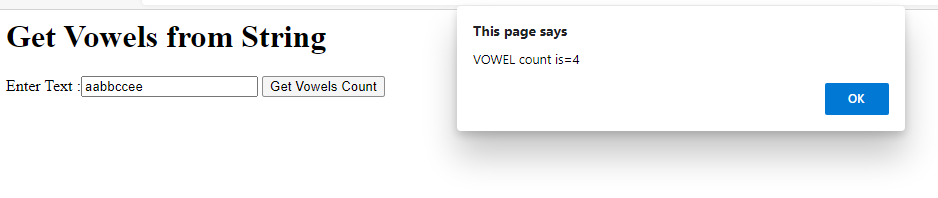 Get Vowels from String
Enter Text :aabbccee Get Vowels Count
This page says
VOWEL count is=4
OK